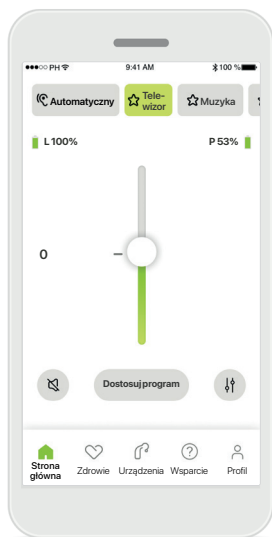 ●●●○○ PH 9:41 AM 100 %
Automatyczny
Tele-
wizor
Muzyka
L 100% P 53%
0
Dostosuj program
Strona
główna
Zdrowie
Urządzenia
Wsparcie
Profil